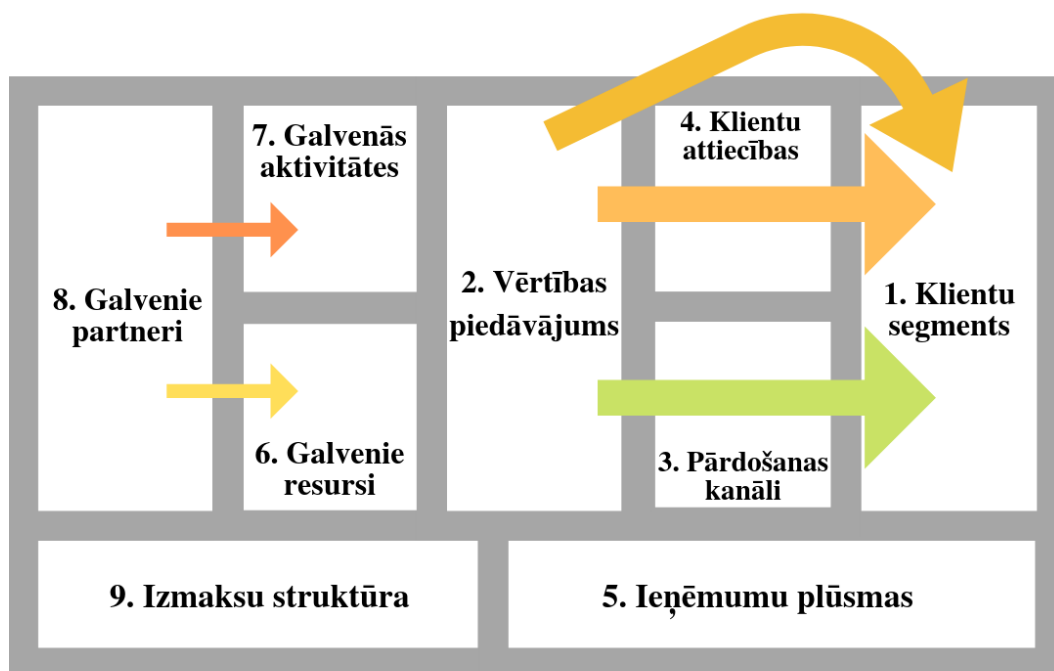 7. Galvenās
aktivitātes
4. Klientu
attiecības
8. Galvenie
partneri
2. Vērtības
piedāvājums
1. Klientu
segments
6. Galvenie
resursi
3. Pārdošanas
kanāli
9. Izmaksu struktūra
5. Ieņēmumu plūsmas